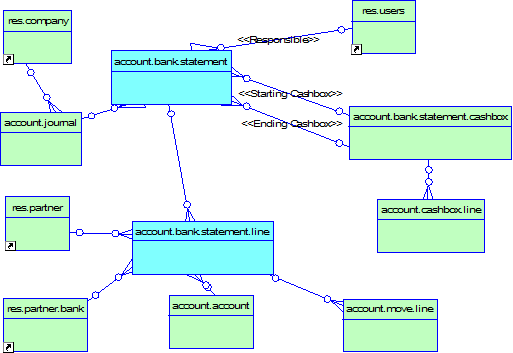 res.company
res.users
<<Responsible>>
account.bank.statement
<<Starting Cashbox>>
account.journal
account.bank.statement.cashbox
<<Ending Cashbox>>
res.partner
account.cashbox.line
account.bank.statement.line
res.partner.bank
account.account
account.move.line